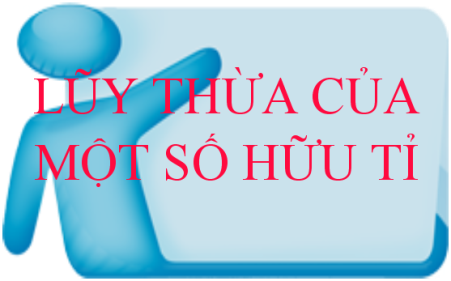 LŨY THỪA CỦA
MỘT SỐ HỮU TỈ